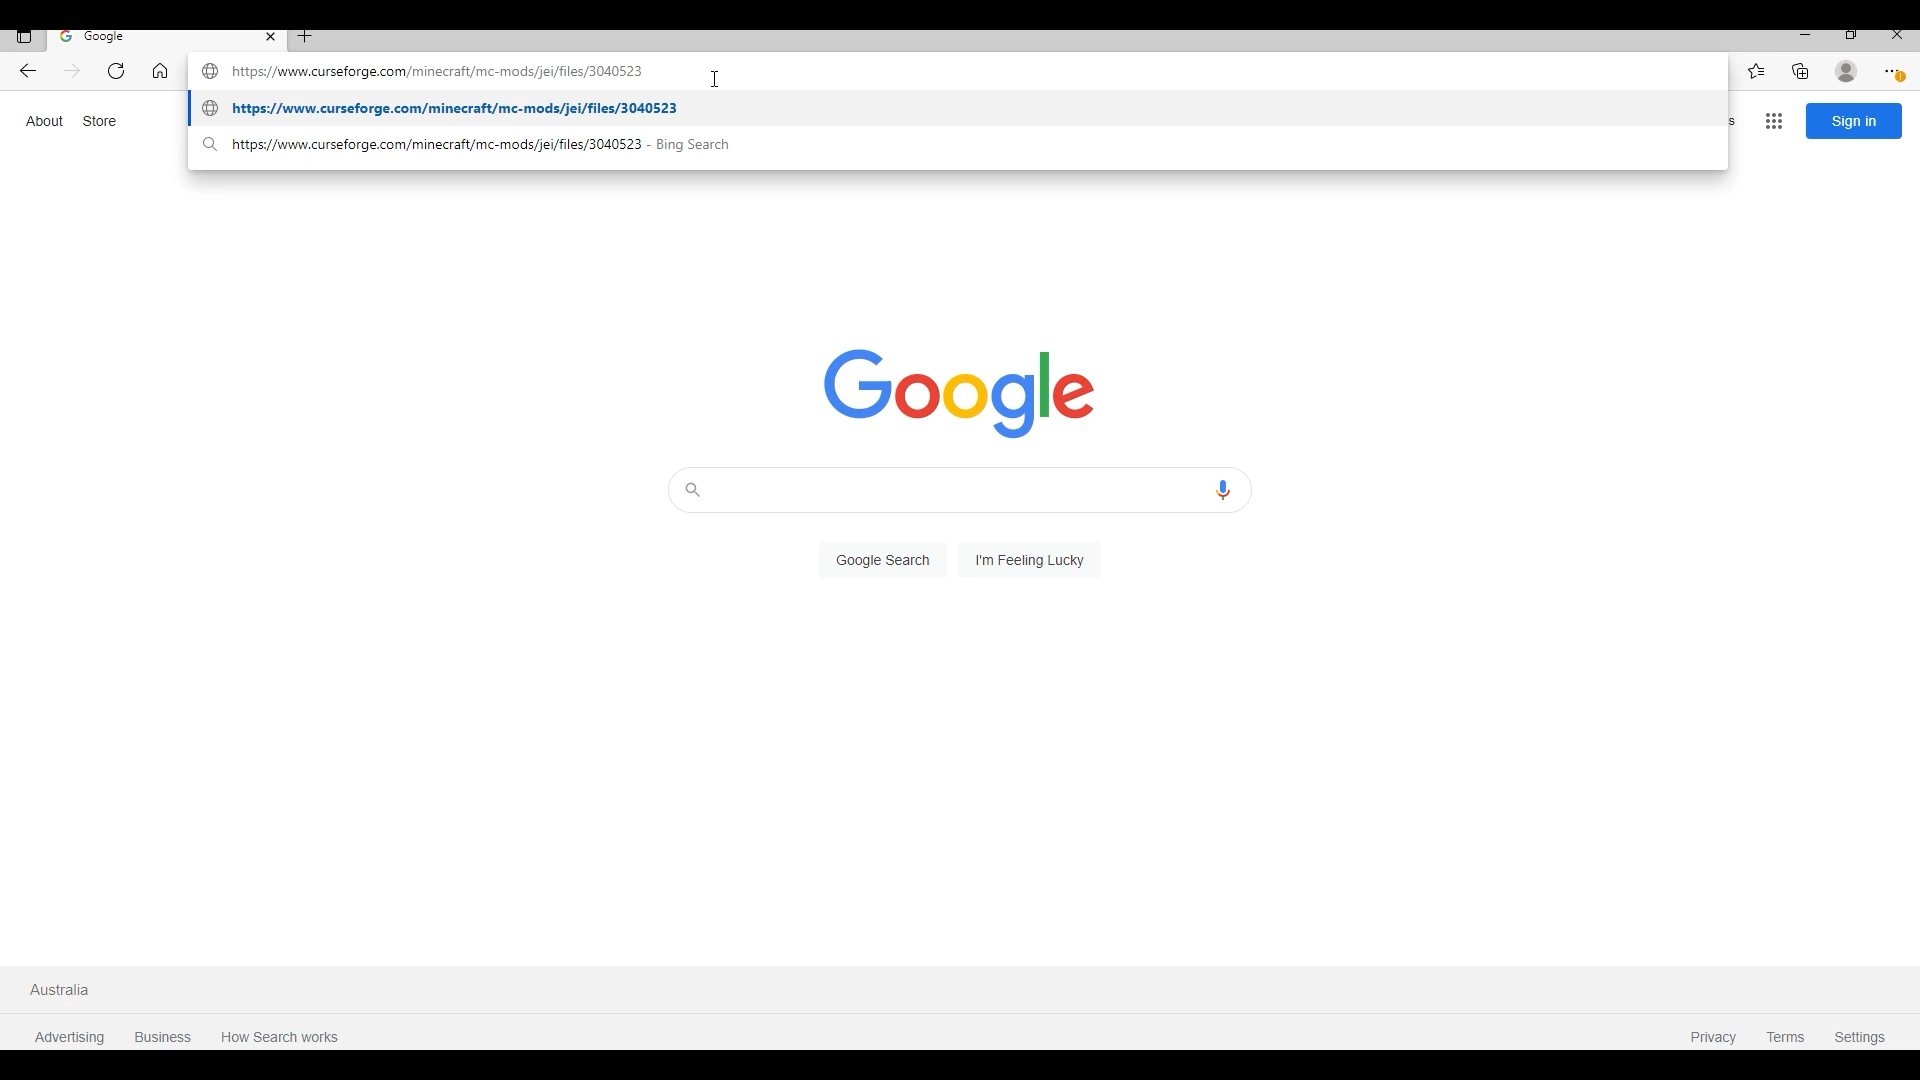 Google
https://www.curseforge.com/minecraft/mc-mods/jei/files/3040523
https://www.curseforge.com/minecraft/mc-mods/jei/files/3040523
https://www.curseforge.com/minecraft/mc-mods/jei/files/3040523 - Bing Search
About Store s Sign in
Google
Google Search I'm Feeling Lucky
Australia
Advertising Business How Search works Privacy Terms Settings